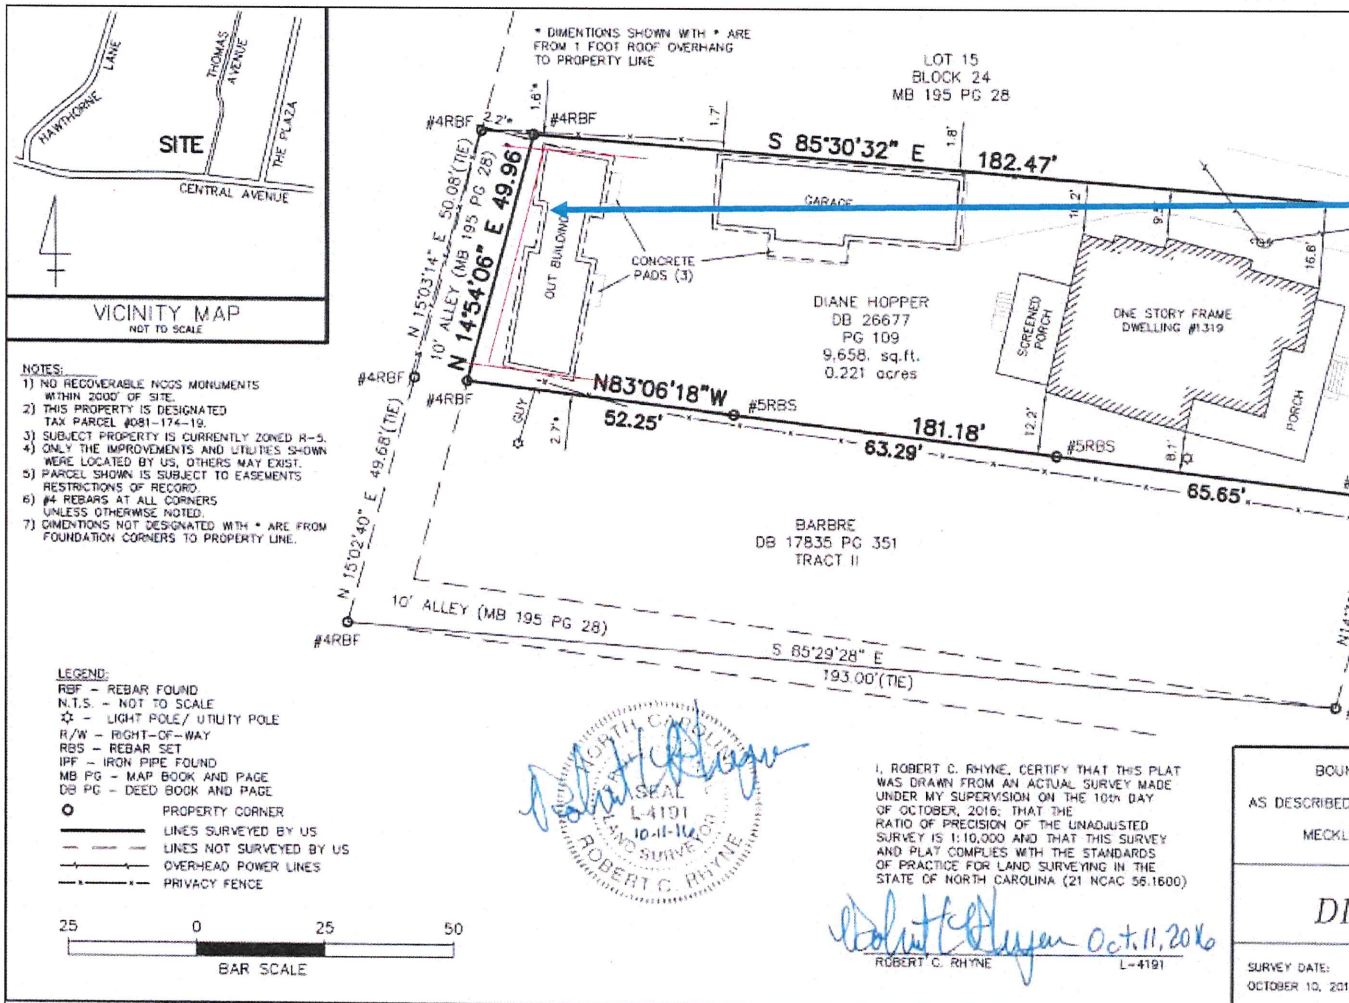 HAWTHORNE LANE
THOMAS AVENUE
THE PLAZA
SITE
CENTRAL AVENUE
VICINITY MAP
NOT TO SCALE
* DIMENTIONS SHOWN WITH * ARE
FROM 1 FOOT ROOF OVERHANG
TO PROPERTY LINE
LOT 15
BLOCK 24
MB 195 PG 28
#4RBF
2.2'*
1.6'*
#4RBF
1.7'
S 85°30'32" E
182.47'
1.8'
N 15°03'14" E 50.08'(TIE)
10' ALLEY (MB 195 PG 28)
N 14°54'06" E 49.96'
OUT BUILDING
CONCRETE
PADS (3)
GARAGE
9.5'
16.6'
DIANE HOPPER
DB 26677
PG 109
9,658. sq.ft.
0.221 acres
SCREENED
PORCH
ONE STORY FRAME
DWELLING #1319
PORCH
#4RBF
#4RBF
GUY
2.7'*
N83°06'18"W
52.25'
#5RBS
181.18'
63.29'
12.2'
#5RBS
8.1'
65.65'
NOTES:
1) NO RECOVERABLE NCGS MONUMENTS
WITHIN 2000' OF SITE.
2) THIS PROPERTY IS DESIGNATED
TAX PARCEL #081-174-19.
3) SUBJECT PROPERTY IS CURRENTLY ZONED R-5.
4) ONLY THE IMPROVEMENTS AND UTILITIES SHOWN
WERE LOCATED BY US, OTHERS MAY EXIST.
5) PARCEL SHOWN IS SUBJECT TO EASEMENTS
RESTRICTIONS OF RECORD.
6) #4 REBARS AT ALL CORNERS
UNLESS OTHERWISE NOTED.
7) DIMENTIONS NOT DESIGNATED WITH * ARE FROM
FOUNDATION CORNERS TO PROPERTY LINE.
BARBRE
DB 17835 PG 351
TRACT II
N 15°02'40" E 49.68'(TIE)
10' ALLEY (MB 195 PG 28)
#4RBF
S 85°29'28" E
193.00'(TIE)
LEGEND:
RBF - REBAR FOUND
N.T.S. - NOT TO SCALE
- LIGHT POLE/ UTILITY POLE
R/W - RIGHT-OF-WAY
RBS - REBAR SET
IPF - IRON PIPE FOUND
MB PG - MAP BOOK AND PAGE
DB PG - DEED BOOK AND PAGE
PROPERTY CORNER
LINES SURVEYED BY US
LINES NOT SURVEYED BY US
OVERHEAD POWER LINES
PRIVACY FENCE
25 0 25 50
BAR SCALE
NORTH CAROLINA
SEAL
L-4191
10-11-16
LAND SURVEYOR
ROBERT C. RHYNE
I, ROBERT C. RHYNE, CERTIFY THAT THIS PLAT
WAS DRAWN FROM AN ACTUAL SURVEY MADE
UNDER MY SUPERVISION ON THE 10th DAY
OF OCTOBER, 2016; THAT THE
RATIO OF PRECISION OF THE UNADJUSTED
SURVEY IS 1:10,000 AND THAT THIS SURVEY
AND PLAT COMPLIES WITH THE STANDARDS
OF PRACTICE FOR LAND SURVEYING IN THE
STATE OF NORTH CAROLINA (21 NCAC 56.1600)
Robert C Rhyne Oct. 11, 2016
ROBERT C. RHYNE L-4191
BOUN
AS DESCRIBED
MECKL
DI
SURVEY DATE:
OCTOBER 10, 201